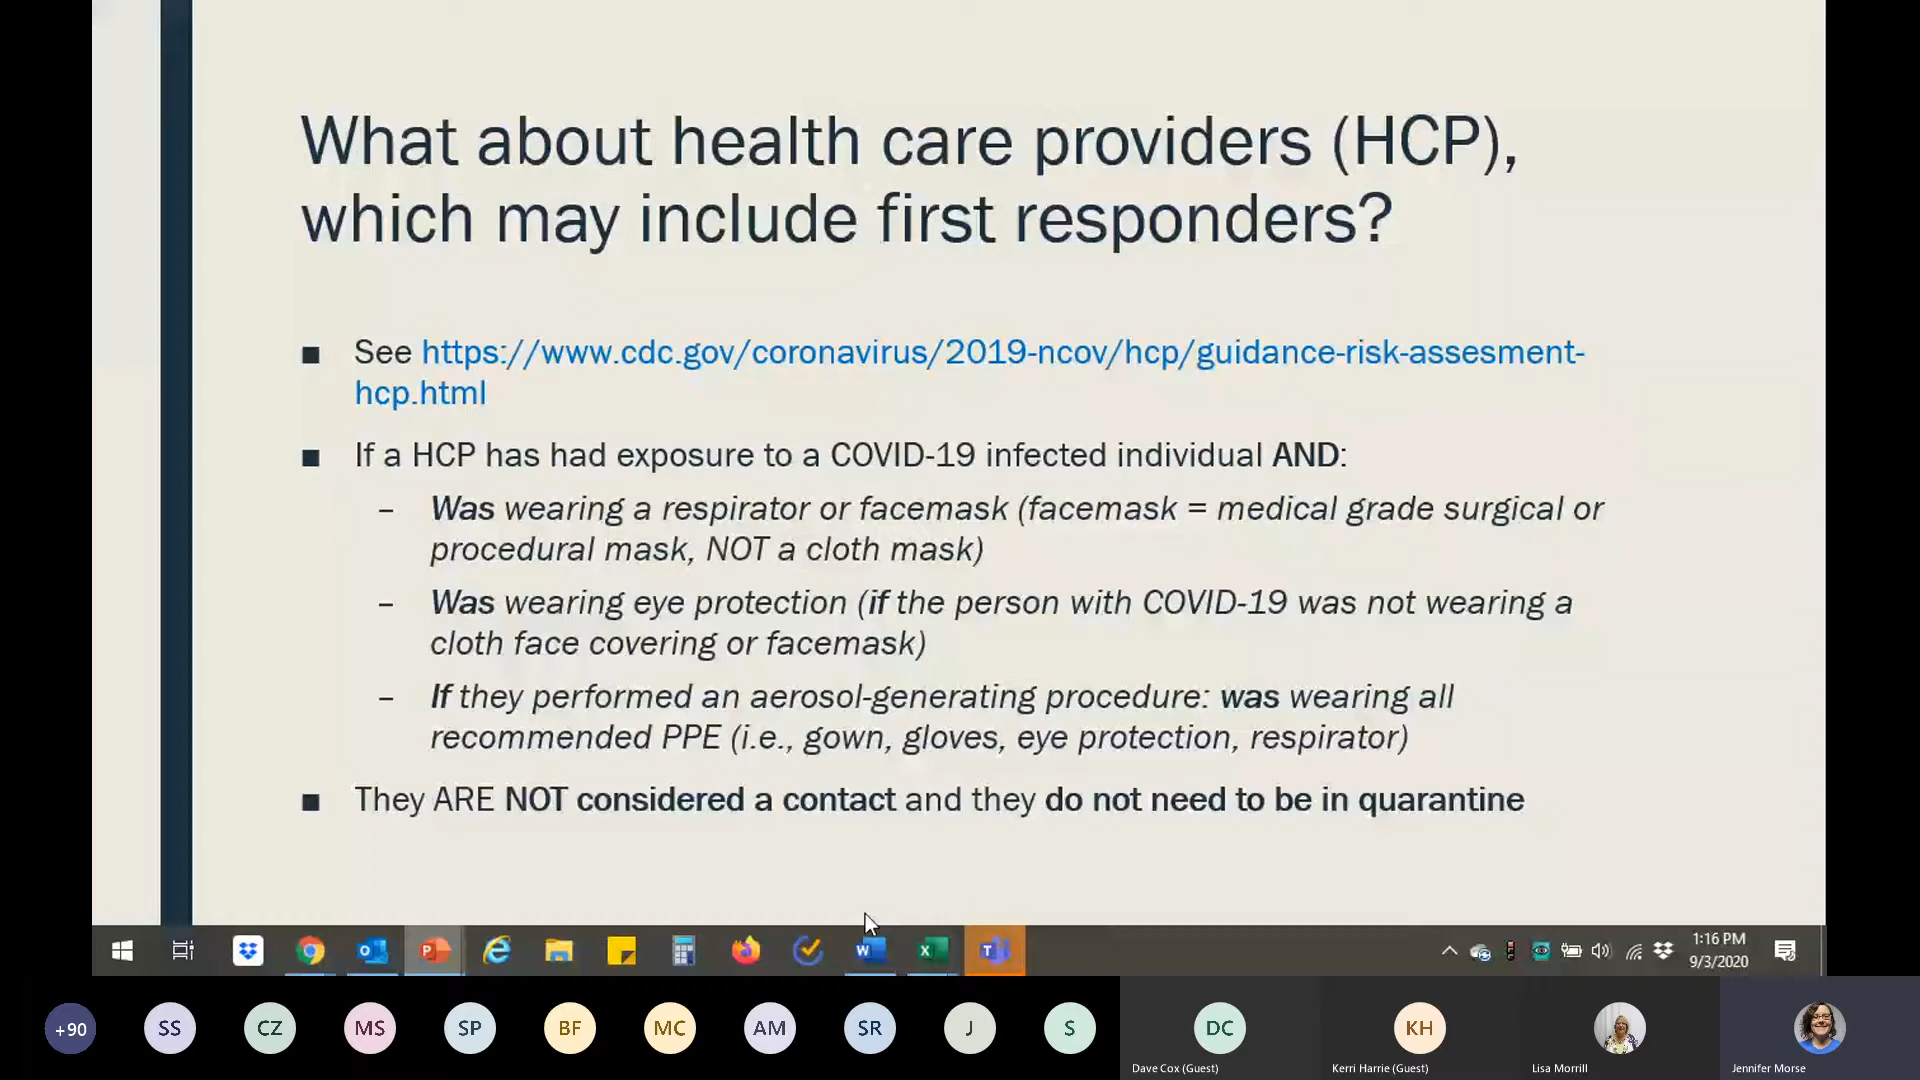 What about health care providers (HCP),
which may include first responders?
■ See https://www.cdc.gov/coronavirus/2019-ncov/hcp/guidance-risk-assesment-
hcp.html
■ If a HCP has had exposure to a COVID-19 infected individual AND:
– Was wearing a respirator or facemask (facemask = medical grade surgical or
procedural mask, NOT a cloth mask)
– Was wearing eye protection (if the person with COVID-19 was not wearing a
cloth face covering or facemask)
– If they performed an aerosol-generating procedure: was wearing all
recommended PPE (i.e., gown, gloves, eye protection, respirator)
■ They ARE NOT considered a contact and they do not need to be in quarantine
1:16 PM
9/3/2020
+90 SS CZ MS SP BF MC AM SR J S DC KH
Dave Cox (Guest) Kerri Harrie (Guest) Lisa Morrill Jennifer Morse